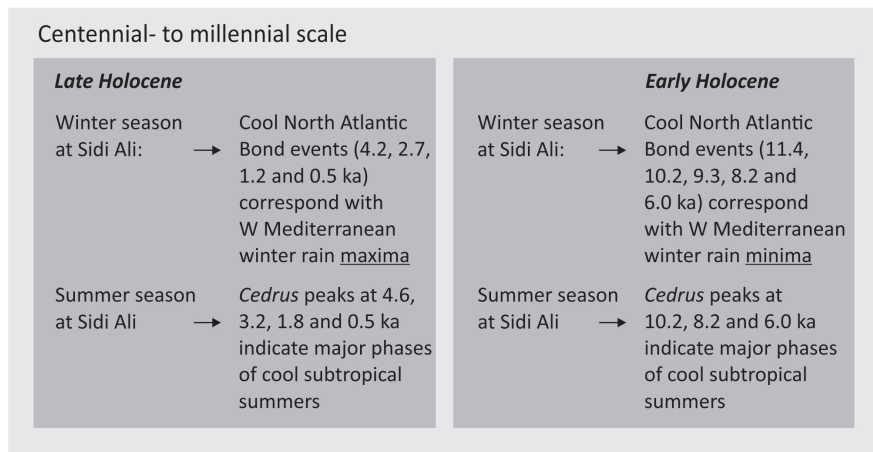 Centennial- to millennial scale
Late Holocene
Winter season
at Sidi Ali: →
Cool North Atlantic
Bond events (4.2, 2.7,
1.2 and 0.5 ka)
correspond with
W Mediterranean
winter rain maxima
Summer season
at Sidi Ali →
Cedrus peaks at 4.6,
3.2, 1.8 and 0.5 ka
indicate major phases
of cool subtropical
summers
Early Holocene
Winter season
at Sidi Ali: →
Cool North Atlantic
Bond events (11.4,
10.2, 9.3, 8.2 and
6.0 ka) correspond
with W Mediterranean
winter rain minima
Summer season
at Sidi Ali →
Cedrus peaks at
10.2, 8.2 and 6.0 ka
indicate major phases
of cool subtropical
summers